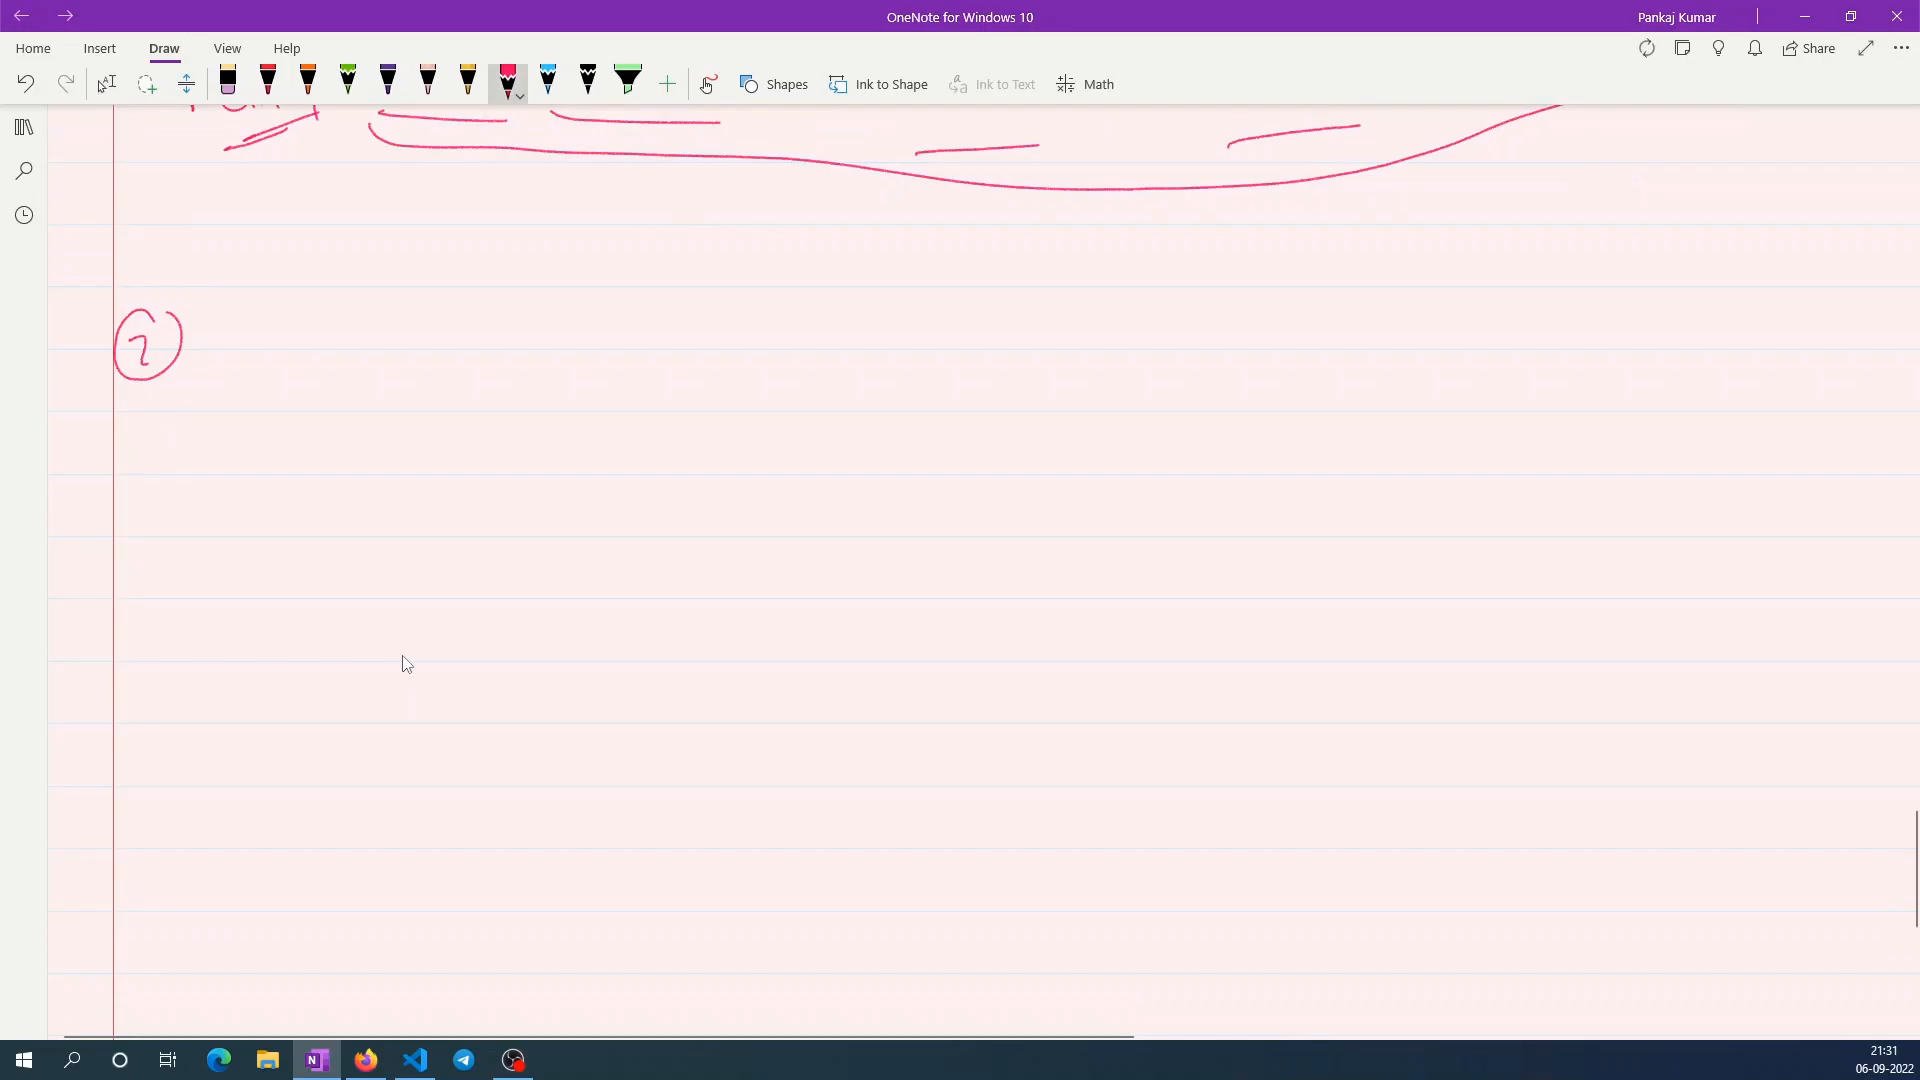 OneNote for Windows 10
Pankaj Kumar
Home Insert Draw View Help
Share
Shapes Ink to Shape Ink to Text Math
2
21:31
06-09-2022